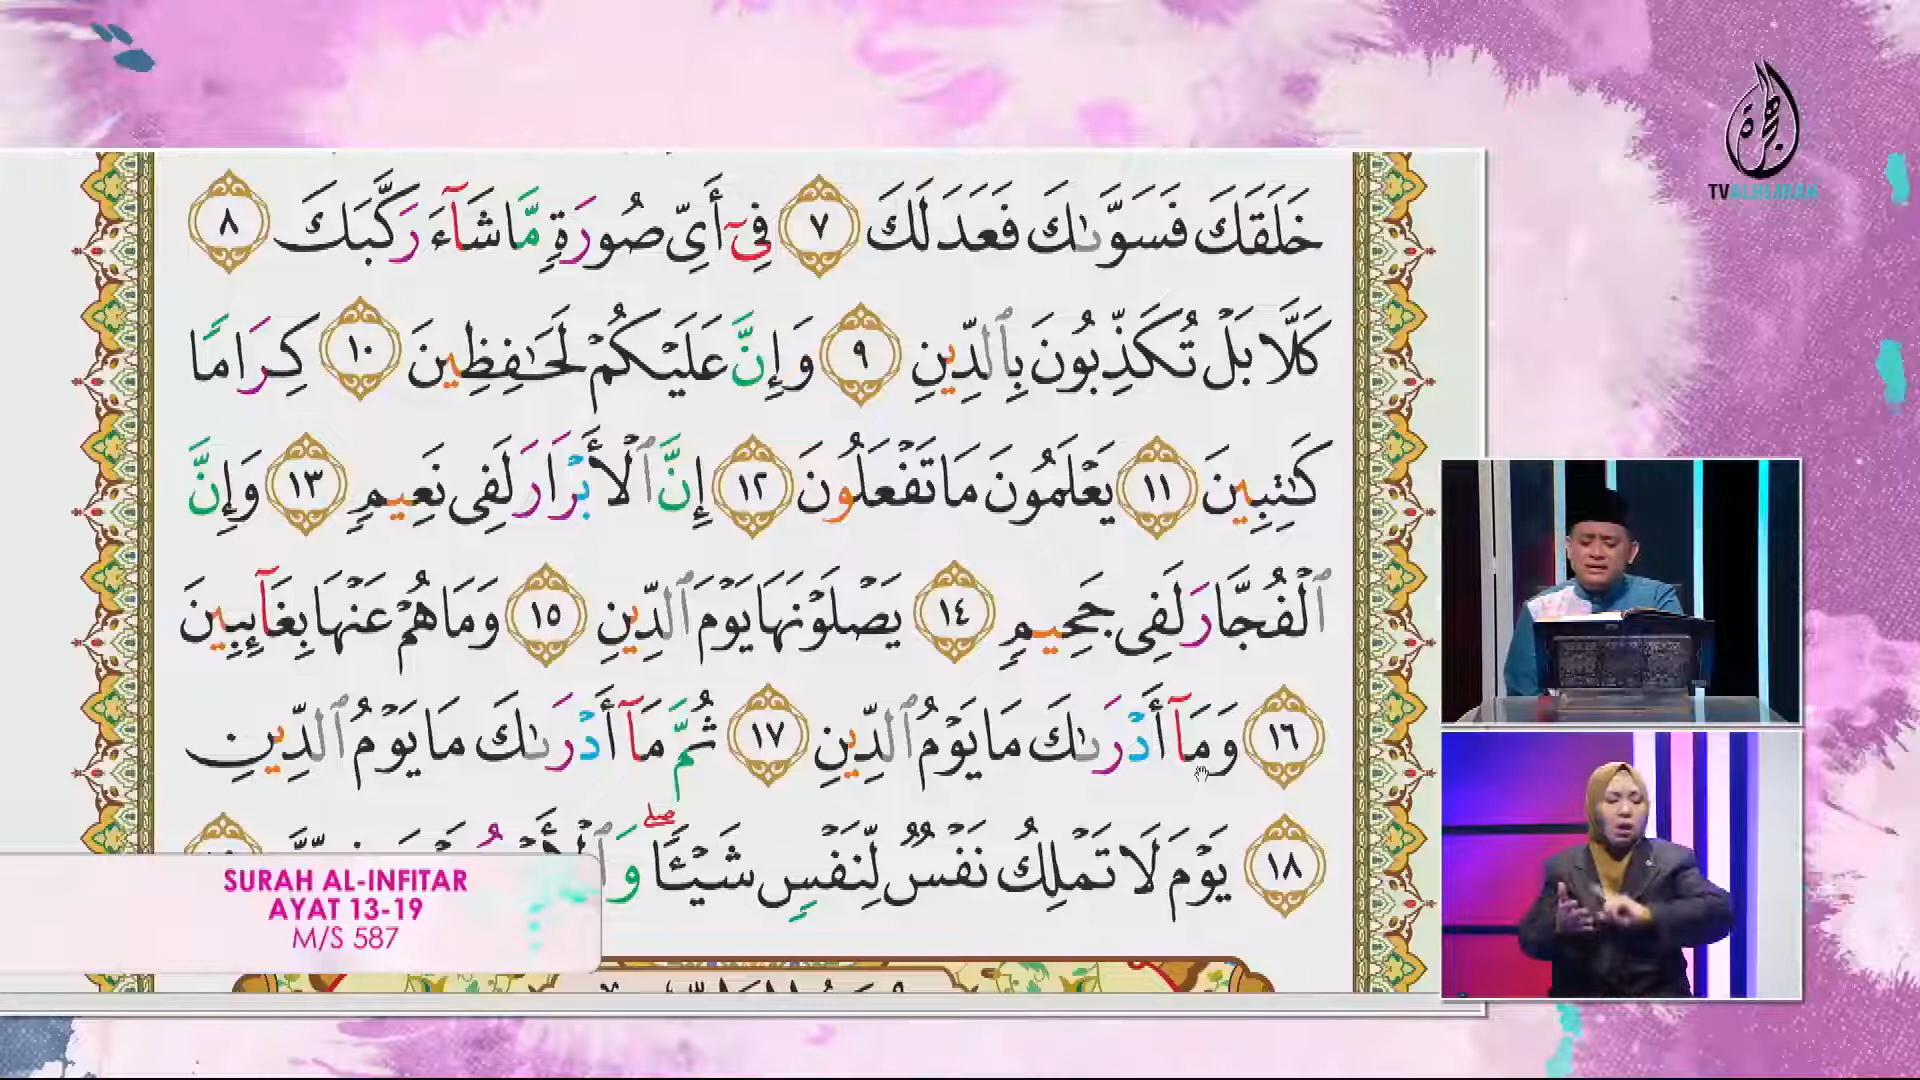 خَلَقَكَ فَسَوَّىٰكَ فَعَدَلَكَ ٧ فِىٓ أَىِّ صُورَةٍ مَّا شَآءَ رَكَّبَكَ ٨
كَلَّا بَلْ تُكَذِّبُونَ بِٱلدِّينِ ٩ وَإِنَّ عَلَيْكُمْ لَحَـٰفِظِينَ ١٠ كِرَامًا
كَـٰتِبِينَ ١١ يَعْلَمُونَ مَا تَفْعَلُونَ ١٢ إِنَّ ٱلْأَبْرَارَ لَفِى نَعِيمٍ ١٣ وَإِنَّ
ٱلْفُجَّارَ لَفِى جَحِيمٍ ١٤ يَصْلَوْنَهَا يَوْمَ ٱلدِّينِ ١٥ وَمَا هُمْ عَنْهَا بِغَآئِبِينَ
١٦ وَمَآ أَدْرَىٰكَ مَا يَوْمُ ٱلدِّينِ ١٧ ثُمَّ مَآ أَدْرَىٰكَ مَا يَوْمُ ٱلدِّينِ
١٨ يَوْمَ لَا تَمْلِكُ نَفْسٌ لِّنَفْسٍ شَيْـًٔا ۖ
SURAH AL-INFITAR
AYAT 13-19
M/S 587
TVALHIJRAH